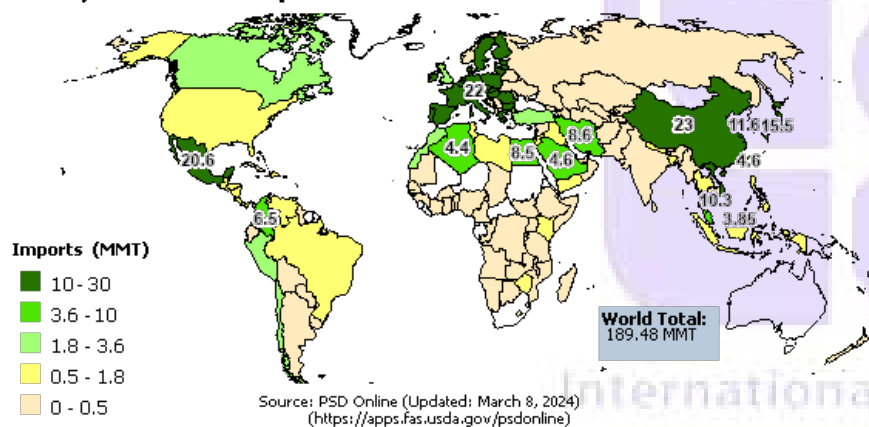 22
8.6
23
11.6
15.5
20.6
4.4
8.5
4.6
4.6
10.3
6.5
3.85
Imports (MMT)
10 - 30
3.6 - 10
1.8 - 3.6
0.5 - 1.8
0 - 0.5
World Total:
189.48 MMT
Source: PSD Online (Updated: March 8, 2024)
(https://apps.fas.usda.gov/psdonline)
Internationa